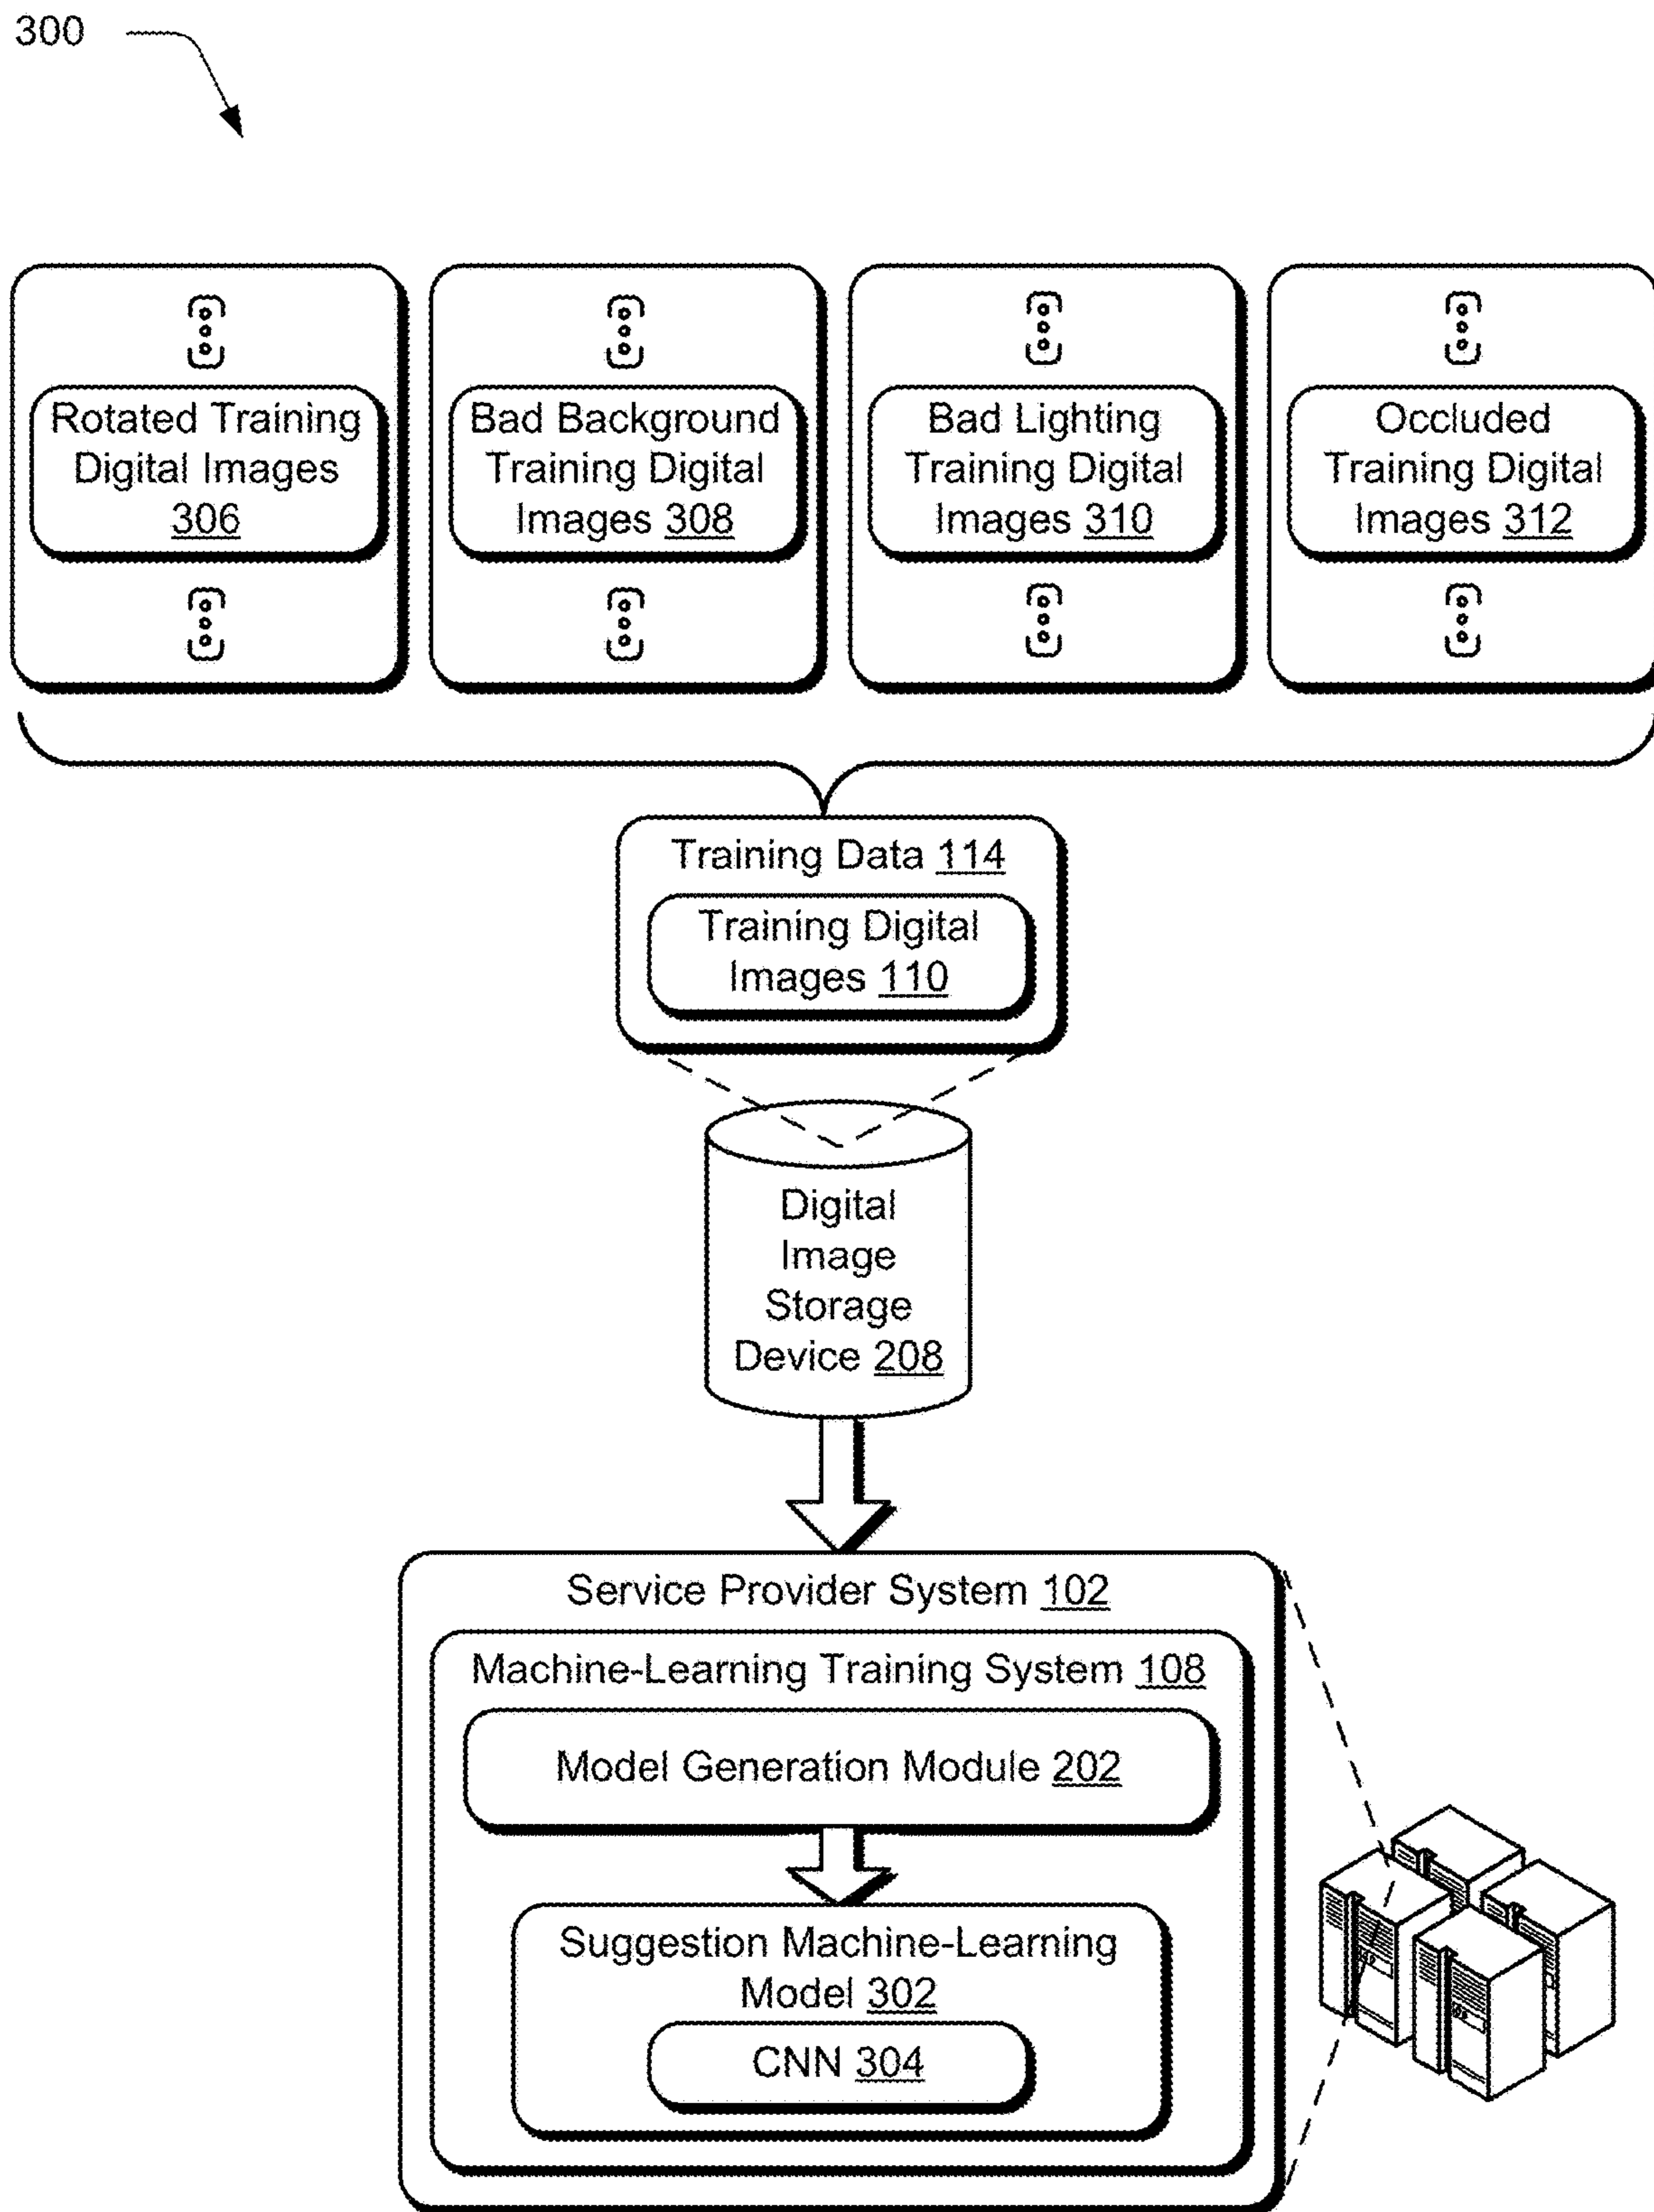 300
Rotated Training
Digital Images
306
Bad Background
Training Digital
Images 308
Bad Lighting
Training Digital
Images 310
Occluded
Training Digital
Images 312
Training Data 114
Training Digital
Images 110
Digital
Image
Storage
Device 208
Service Provider System 102
Machine-Learning Training System 108
Model Generation Module 202
Suggestion Machine-Learning
Model 302
CNN 304